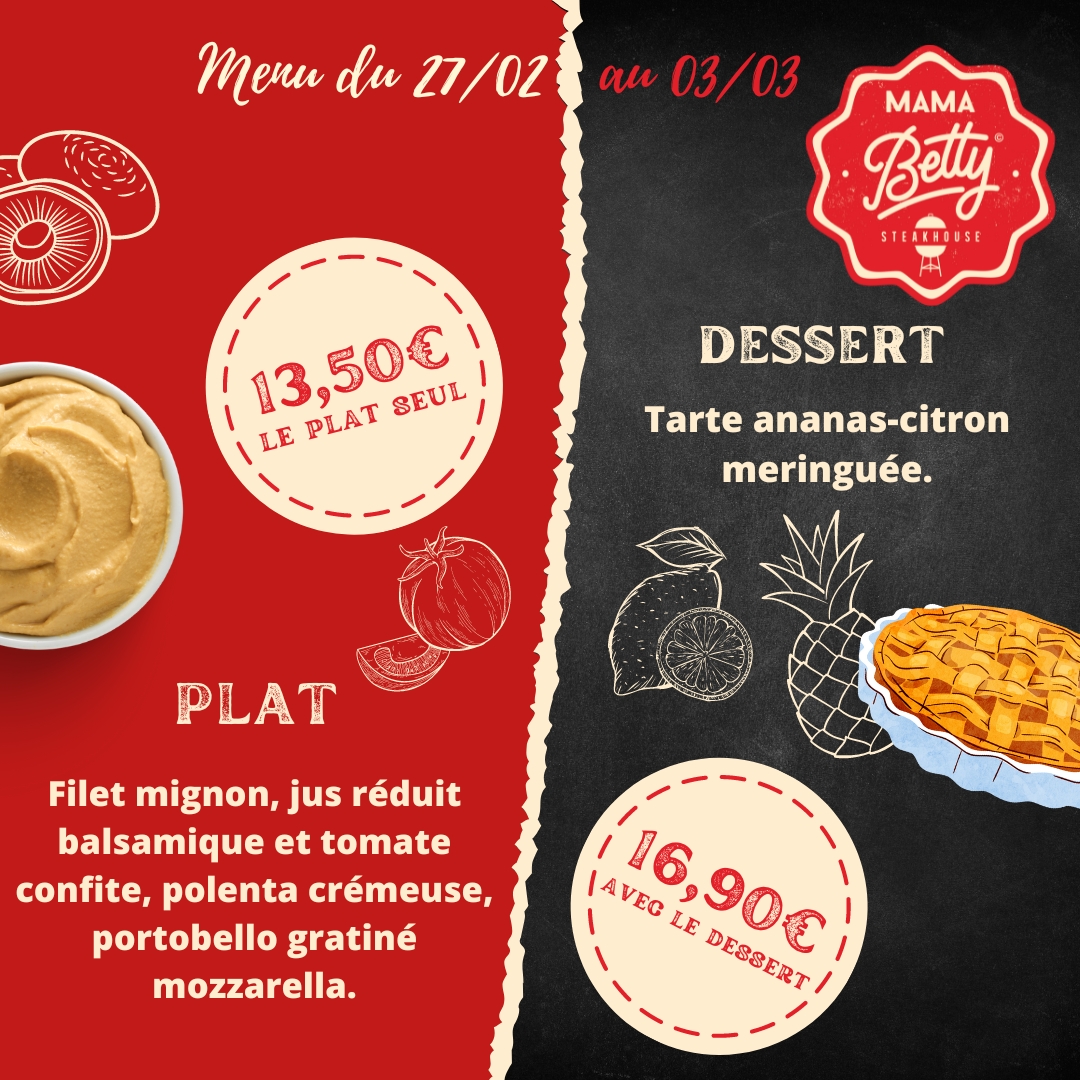 Menu du 27/02 au 03/03
MAMA
Betty©
STEAKHOUSE
13,50€
LE PLAT SEUL
PLAT
Filet mignon, jus réduit
balsamique et tomate
confite, polenta crémeuse,
portobello gratiné
mozzarella.
DESSERT
Tarte ananas-citron
meringuée.
16,90€
AVEC LE DESSERT